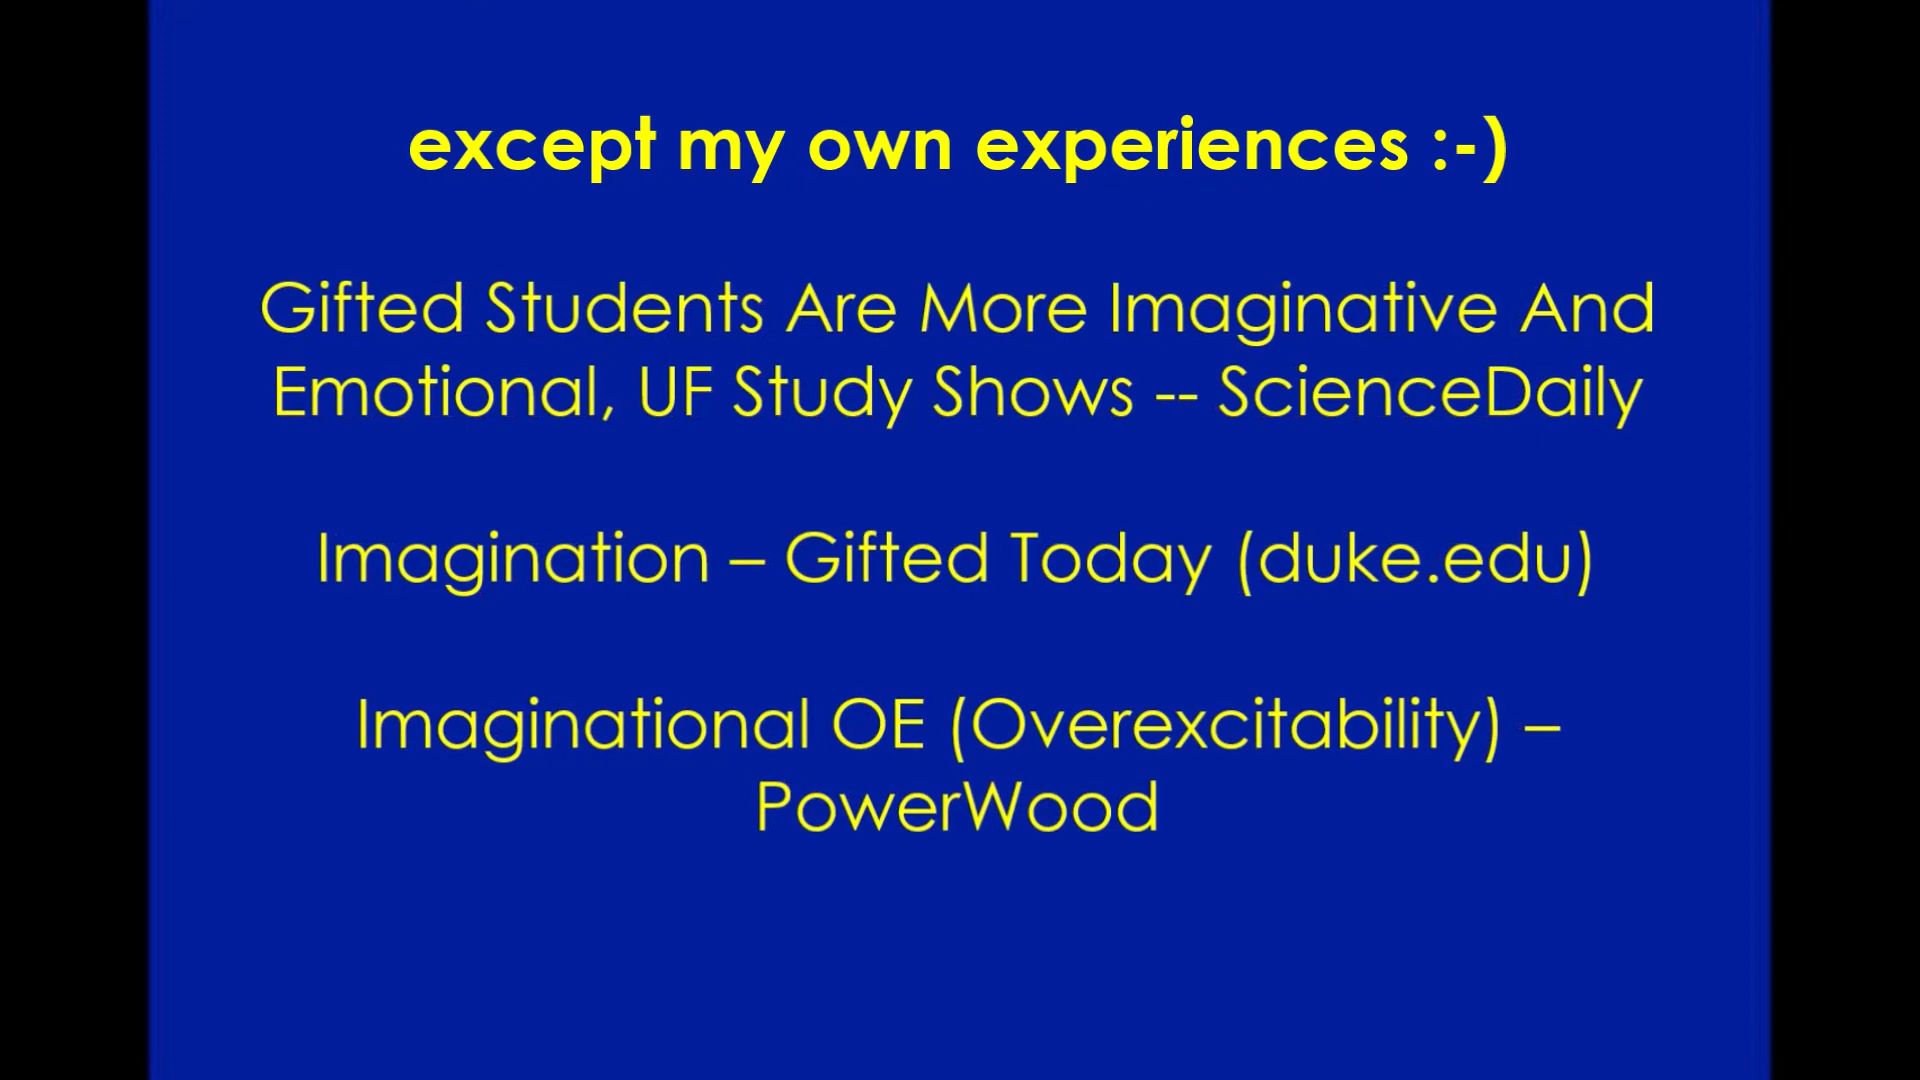 except my own experiences :-)
Gifted Students Are More Imaginative And
Emotional, UF Study Shows -- ScienceDaily
Imagination – Gifted Today (duke.edu)
Imaginational OE (Overexcitability) –
PowerWood